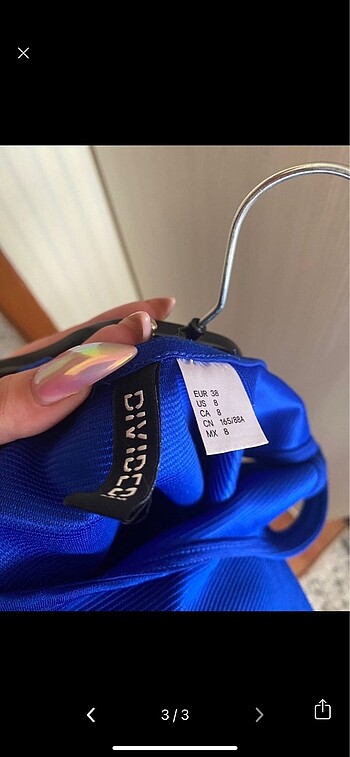 DIVIDED
EUR 38
US 8
CA 8
CN 165/88A
MX 8
3/3